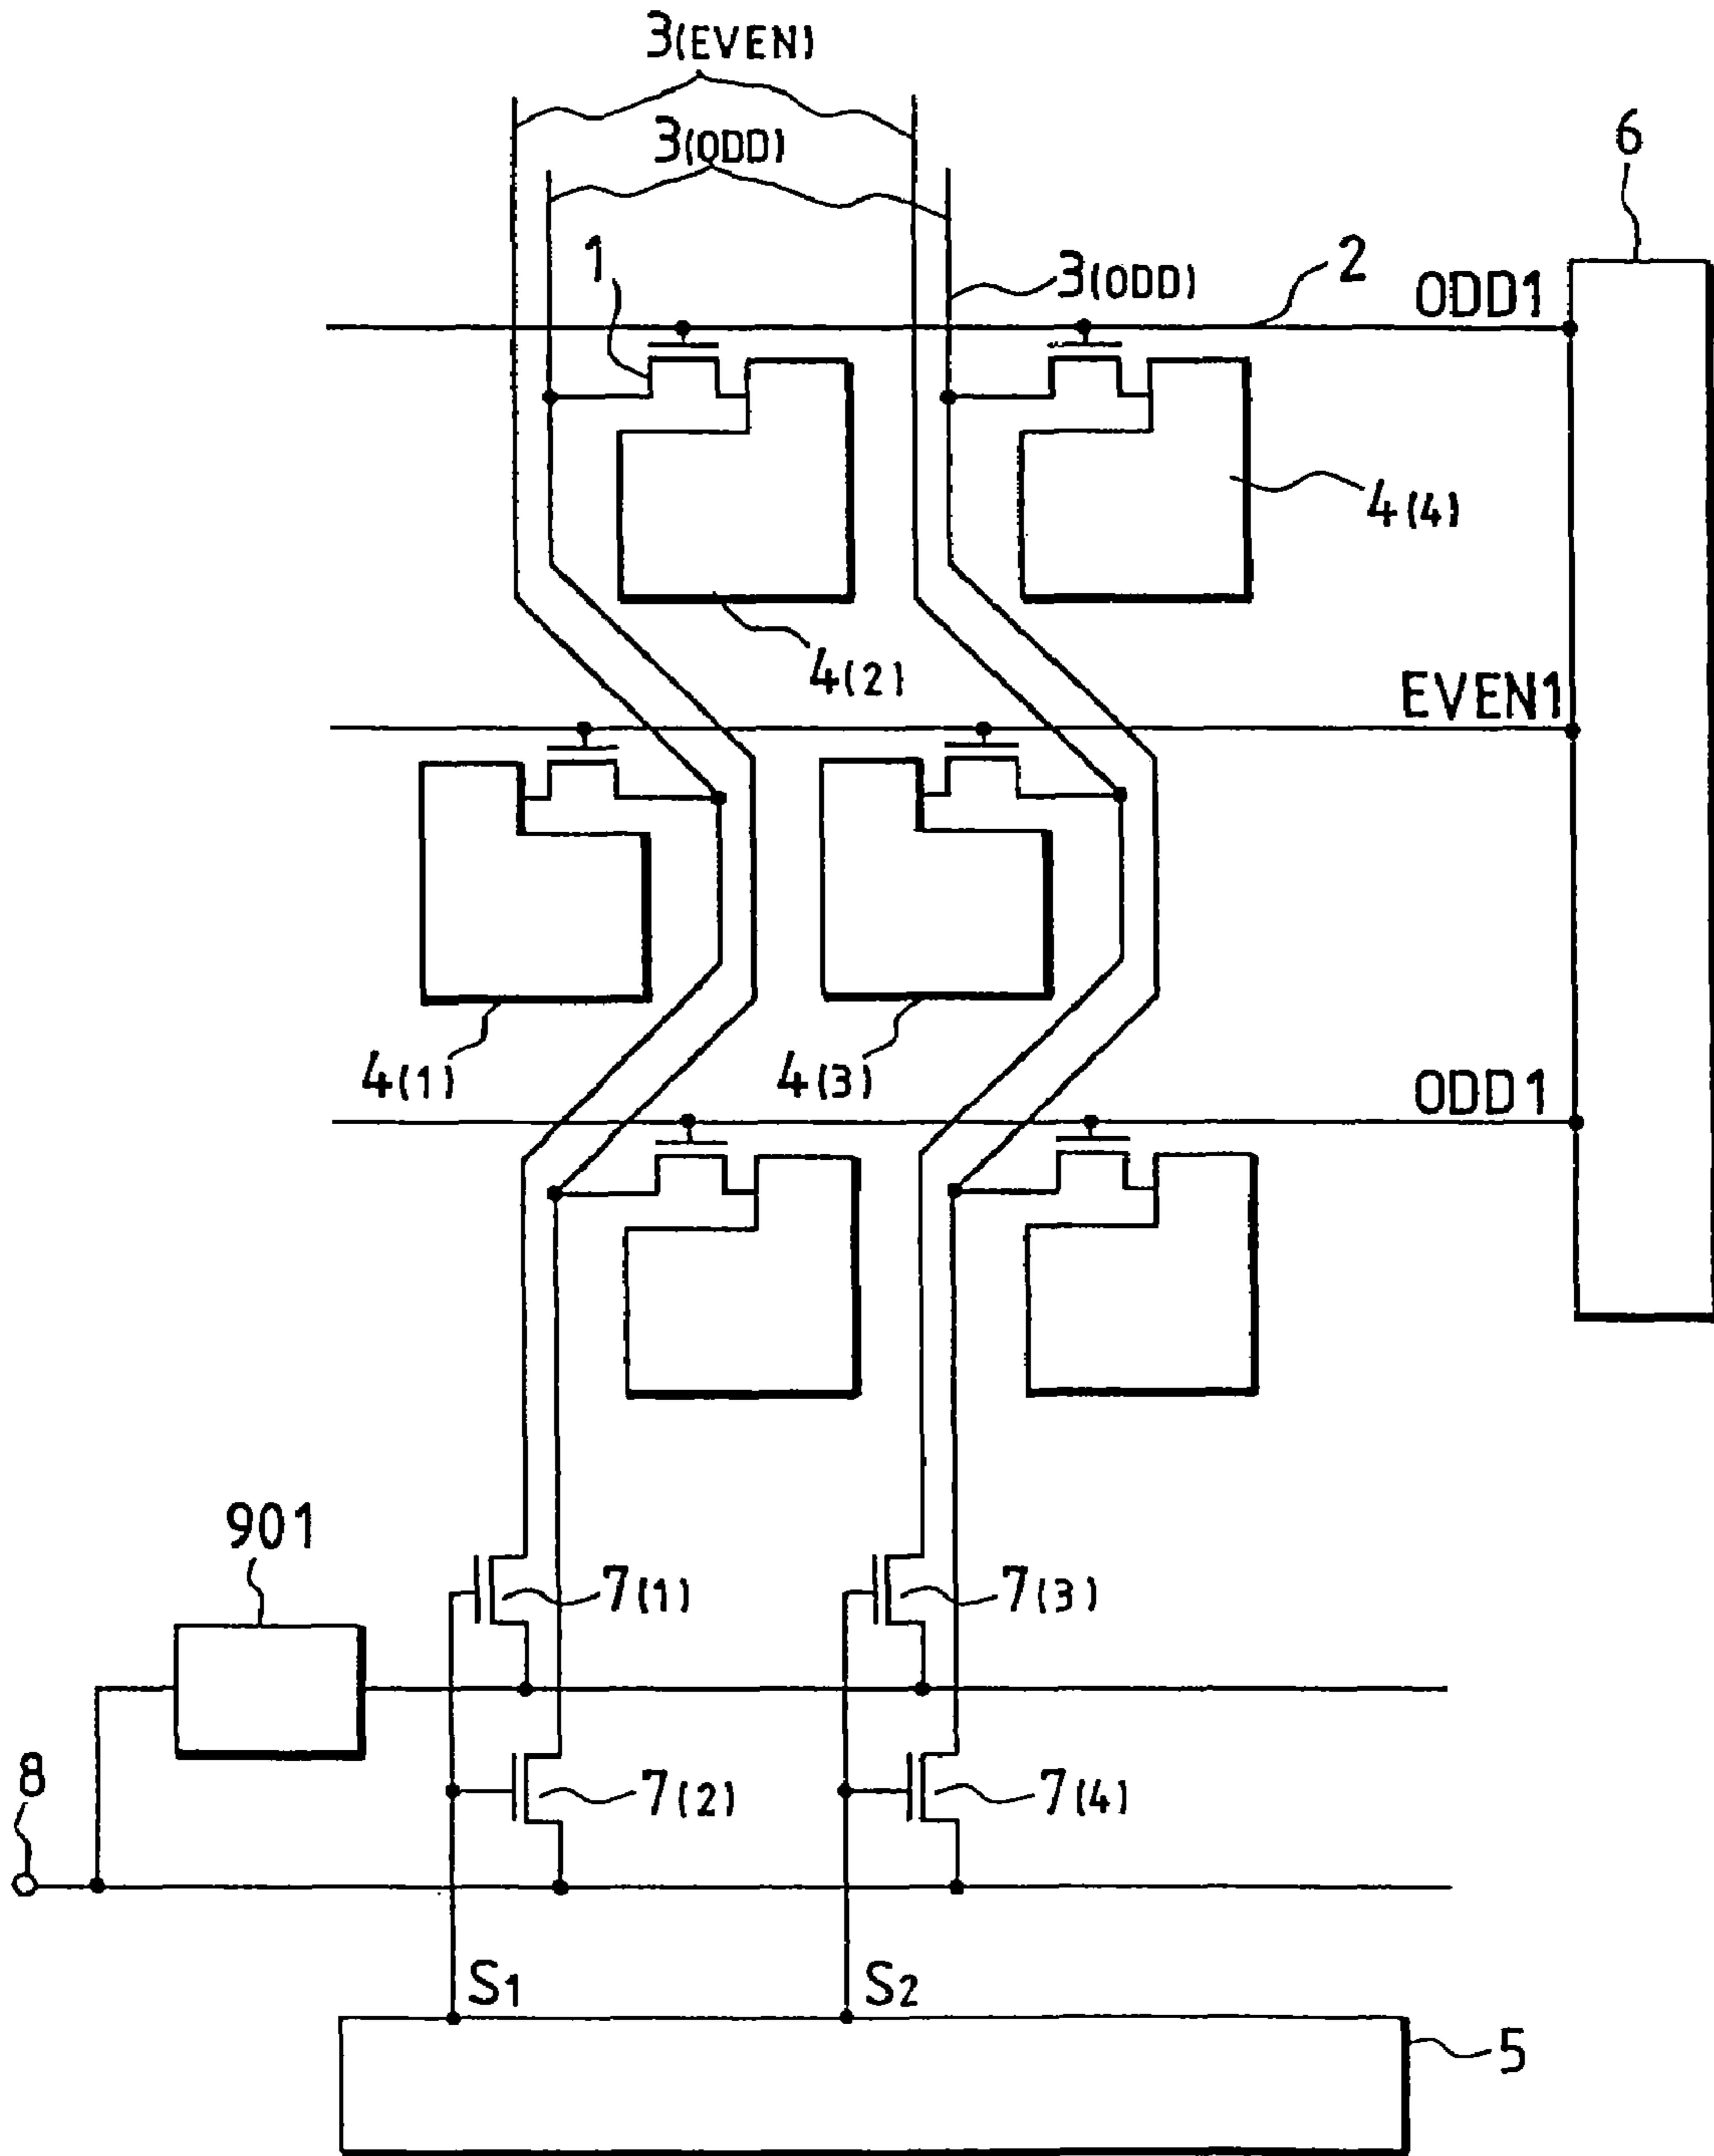 3(EVEN)
3(ODD)
6
1
3(ODD)
2
ODD1
4(4)
4(2)
EVEN1
4(1)
4(3)
ODD1
901
7(1)
7(3)
8
7(2)
7(4)
S1
S2
5